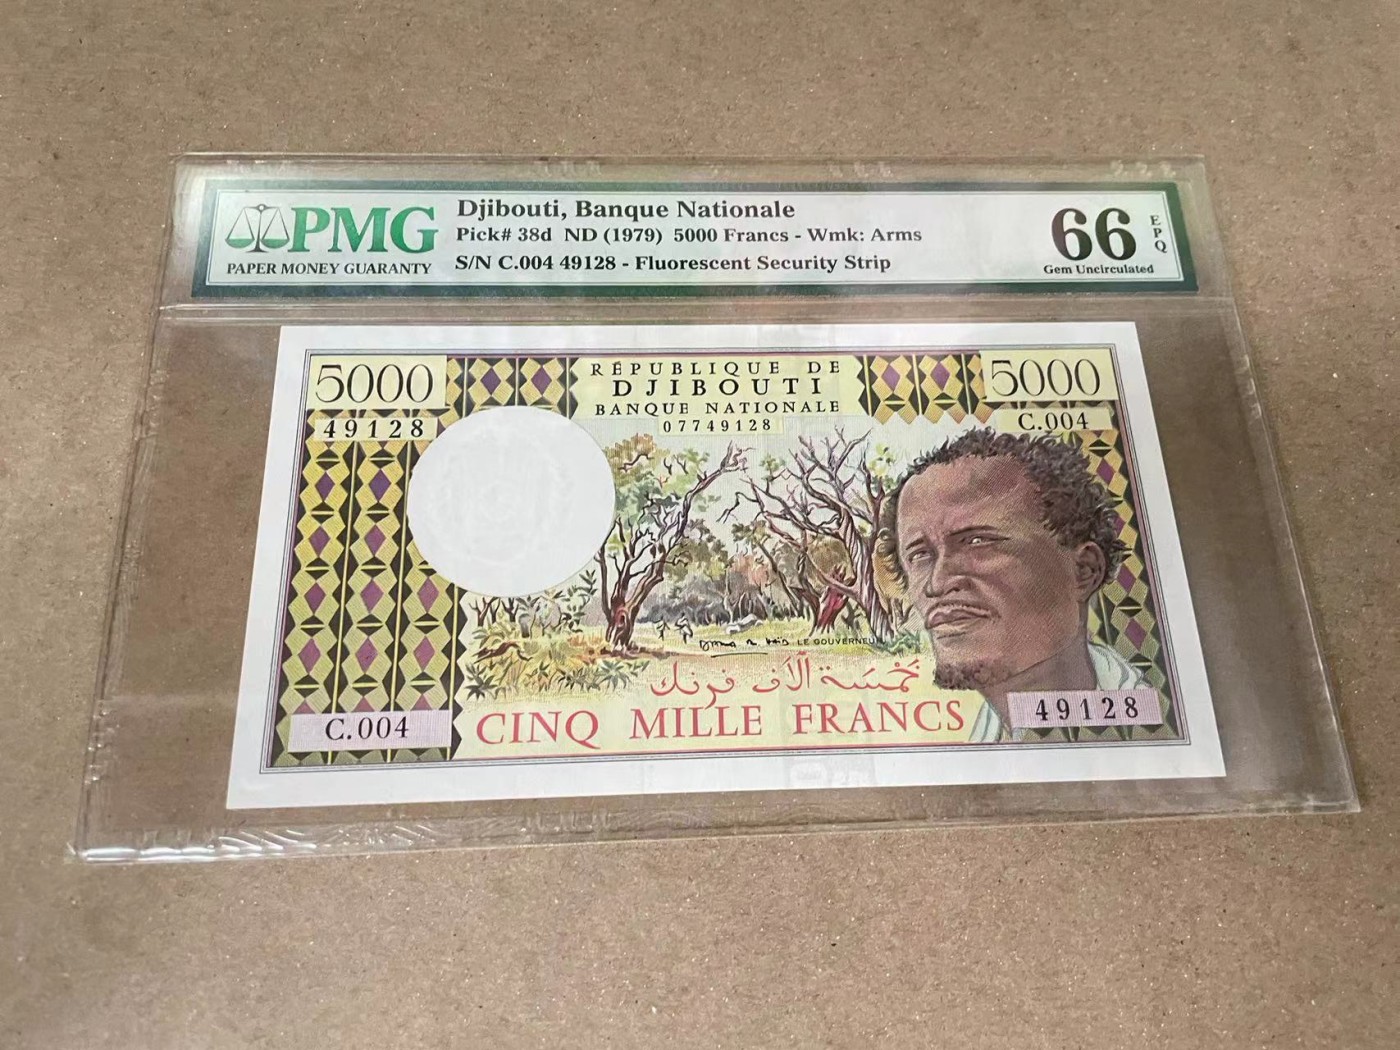 PMG
PAPER MONEY GUARANTY
Djibouti, Banque Nationale
Pick# 38d ND (1979) 5000 Francs - Wmk: Arms
S/N C.004 49128 - Fluorescent Security Strip
66 EPQ
Gem Uncirculated
5000
RÉPUBLIQUE DE
DJIBOUTI
BANQUE NATIONALE
07749128
5000
49128
C.004
LE GOUVERNEUR
خمسة آلاف فرنك
CINQ MILLE FRANCS
C.004
49128